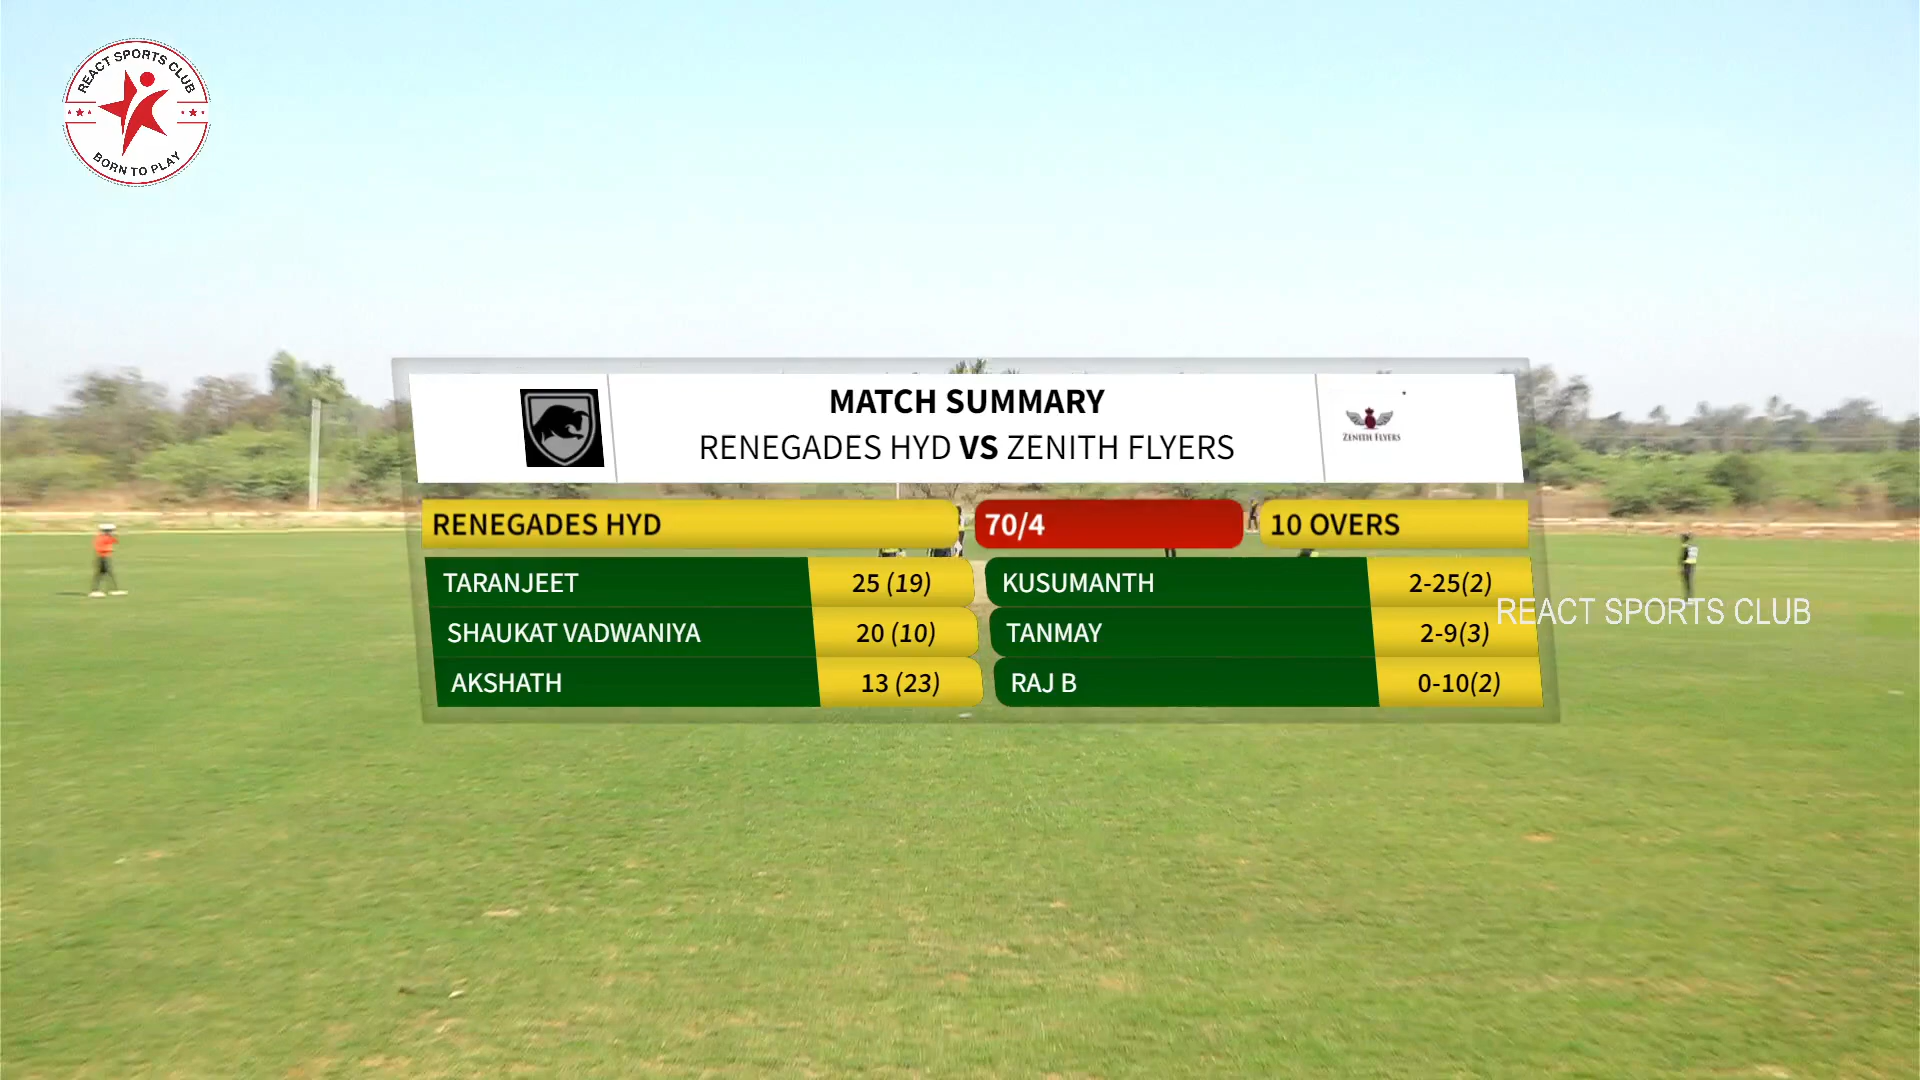 REACT SPORTS CLUB
BORN TO PLAY
MATCH SUMMARY
RENEGADES HYD VS ZENITH FLYERS
ZENITH FLYERS
RENEGADES HYD 70/4 10 OVERS
TARANJEET 25 (19) KUSUMANTH 2-25(2)
SHAUKAT VADWANIYA 20 (10) TANMAY 2-9(3)
AKSHATH 13 (23) RAJ B 0-10(2)
REACT SPORTS CLUB